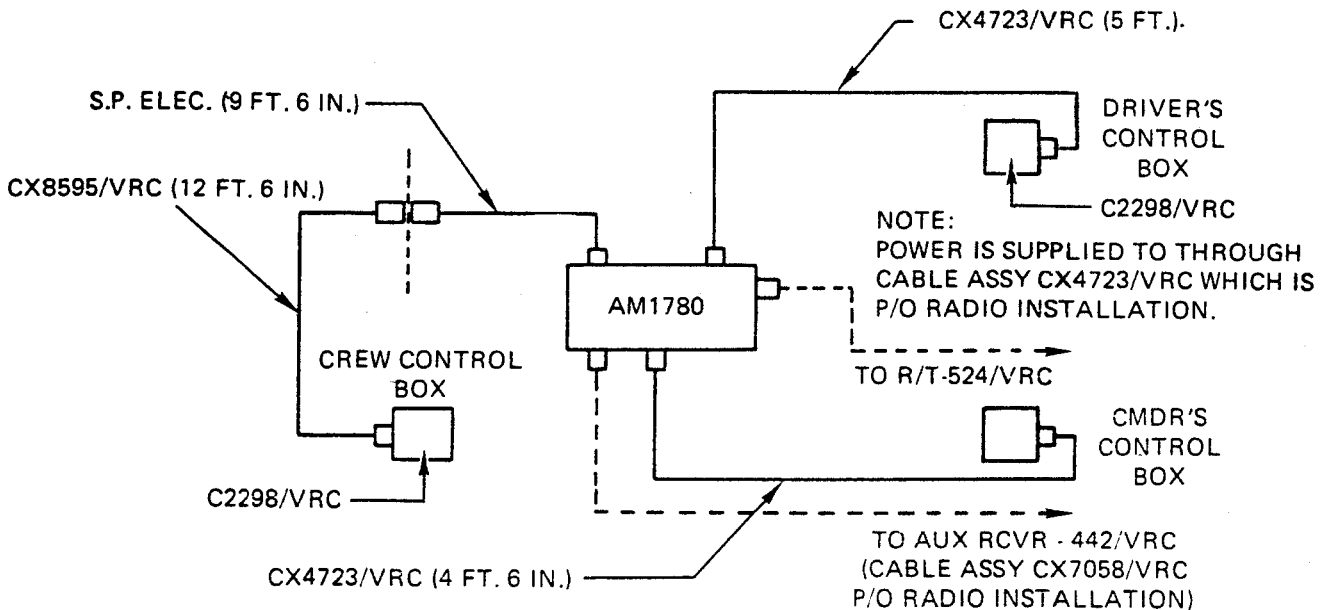 CX4723/VRC (5 FT.).
S.P. ELEC. (9 FT. 6 IN.)
DRIVER'S
CONTROL
BOX
CX8595/VRC (12 FT. 6 IN.)
C2298/VRC
NOTE:
POWER IS SUPPLIED TO THROUGH
CABLE ASSY CX4723/VRC WHICH IS
P/O RADIO INSTALLATION.
AM1780
CREW CONTROL
BOX
TO R/T-524/VRC
CMDR'S
CONTROL
BOX
C2298/VRC
TO AUX RCVR - 442/VRC
(CABLE ASSY CX7058/VRC
P/O RADIO INSTALLATION)
CX4723/VRC (4 FT. 6 IN.)